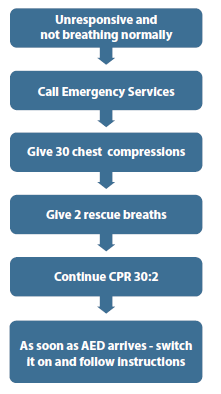 Unresponsive and
not breathing normally
Call Emergency Services
Give 30 chest compressions
Give 2 rescue breaths
Continue CPR 30:2
As soon as AED arrives - switch
it on and follow instructions